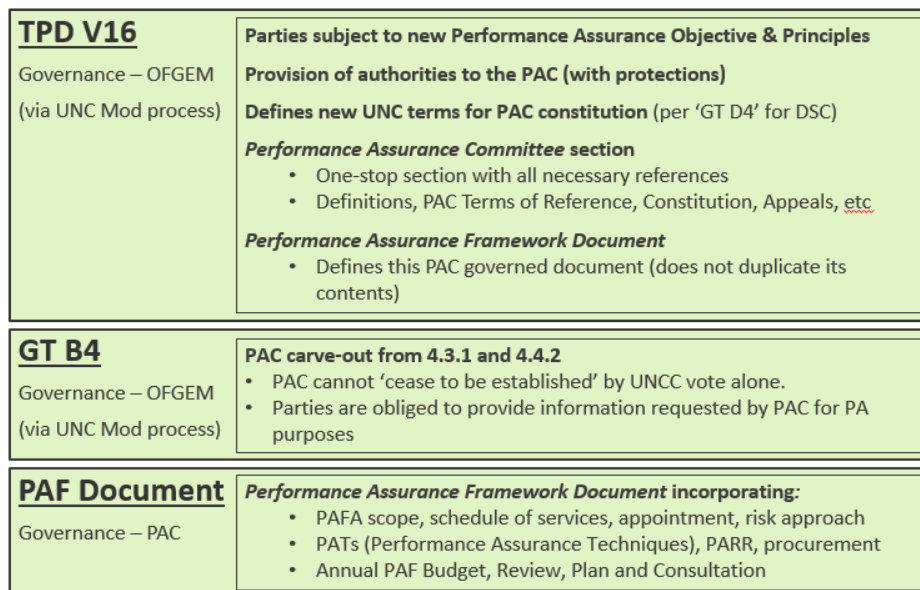 TPD V16
Governance – OFGEM
(via UNC Mod process)
Parties subject to new Performance Assurance Objective & Principles
Provision of authorities to the PAC (with protections)
Defines new UNC terms for PAC constitution (per ‘GT D4’ for DSC)
Performance Assurance Committee section
• One-stop section with all necessary references
• Definitions, PAC Terms of Reference, Constitution, Appeals, etc
Performance Assurance Framework Document
• Defines this PAC governed document (does not duplicate its
contents)
GT B4
Governance – OFGEM
(via UNC Mod process)
PAC carve-out from 4.3.1 and 4.4.2
• PAC cannot ‘cease to be established’ by UNCC vote alone.
• Parties are obliged to provide information requested by PAC for PA
purposes
PAF Document
Governance – PAC
Performance Assurance Framework Document incorporating:
• PAFA scope, schedule of services, appointment, risk approach
• PATs (Performance Assurance Techniques), PARR, procurement
• Annual PAF Budget, Review, Plan and Consultation